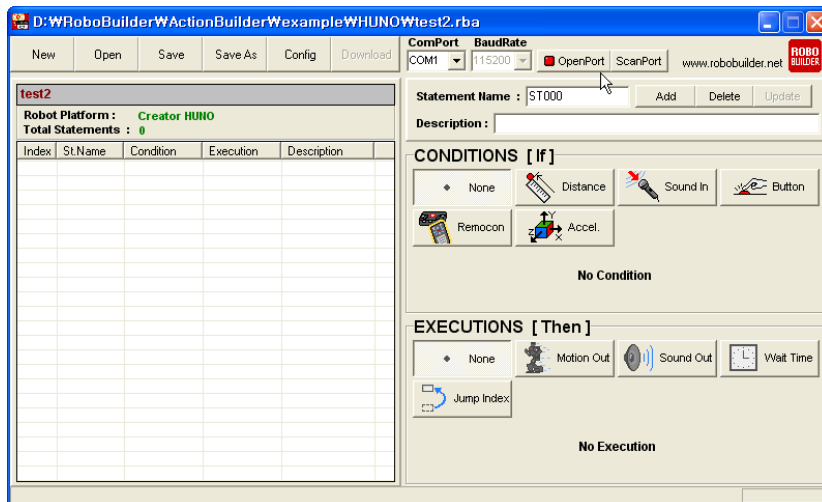 D:₩RoboBuilder₩ActionBuilder₩example₩HUNO₩test2.rba
New Open Save Save As Config Download
ComPort BaudRate
COM1 115200 OpenPort ScanPort www.robobuilder.net ROBO BUILDER
test2
Robot Platform : Creator HUNO
Total Statements : 0
Index St.Name Condition Execution Description
Statement Name : ST000 Add Delete Update
Description :
CONDITIONS [ If ]
None Distance Sound In Button
Remocon Y Z X Accel.
No Condition
EXECUTIONS [ Then ]
None Motion Out Sound Out Wait Time
Jump Index
No Execution